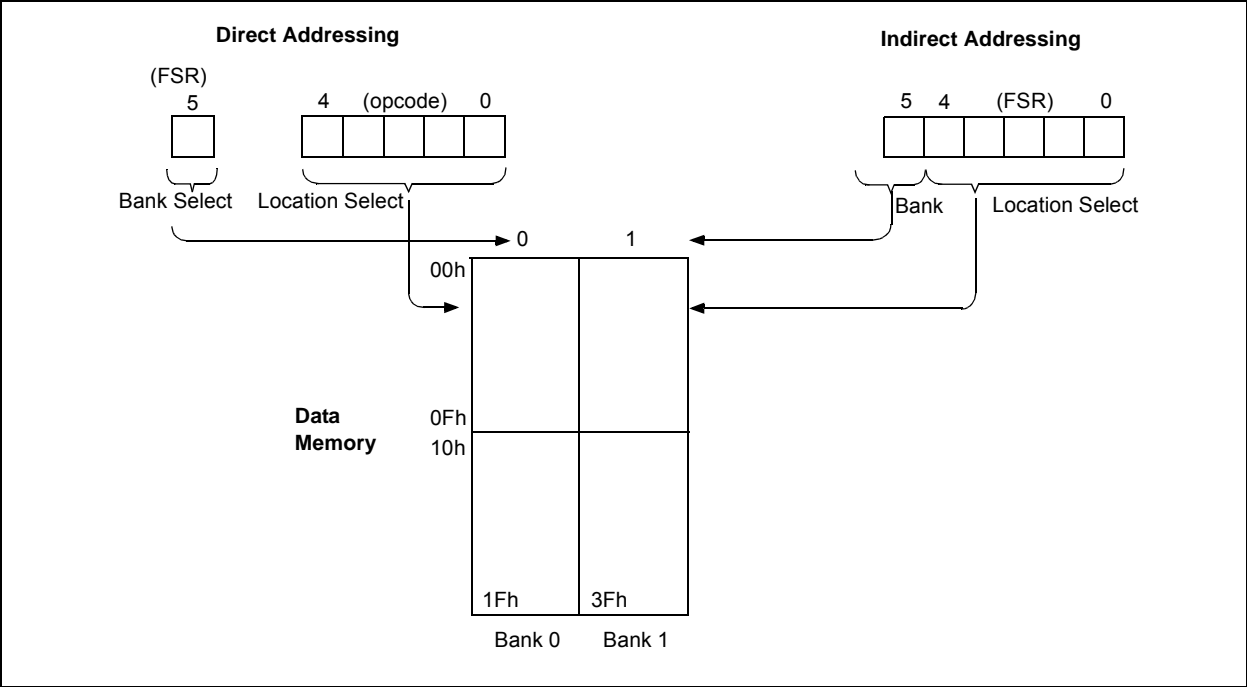 Direct Addressing
Indirect Addressing
(FSR)
5 4 (opcode) 0
5 4 (FSR) 0
Bank Select Location Select
Bank Location Select
0 1
00h
Data
Memory
0Fh
10h
1Fh 3Fh
Bank 0 Bank 1